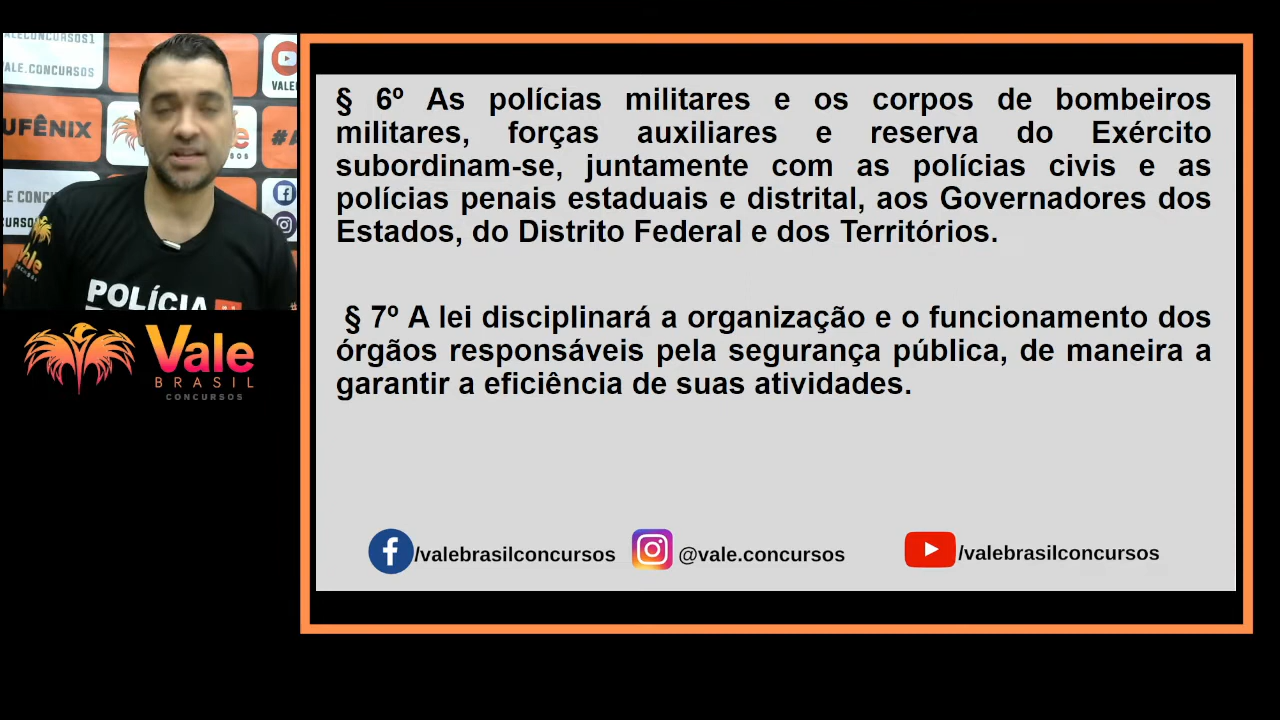 ALECONCURSOS1
VALE.CONCURSOS
UFÊNIX
POLÍCIA
Vale
BRASIL
CONCURSOS
§ 6º As polícias militares e os corpos de bombeiros
militares, forças auxiliares e reserva do Exército
subordinam-se, juntamente com as polícias civis e as
polícias penais estaduais e distrital, aos Governadores dos
Estados, do Distrito Federal e dos Territórios.
§ 7º A lei disciplinará a organização e o funcionamento dos
órgãos responsáveis pela segurança pública, de maneira a
garantir a eficiência de suas atividades.
/valebrasilconcursos
@vale.concursos
/valebrasilconcursos